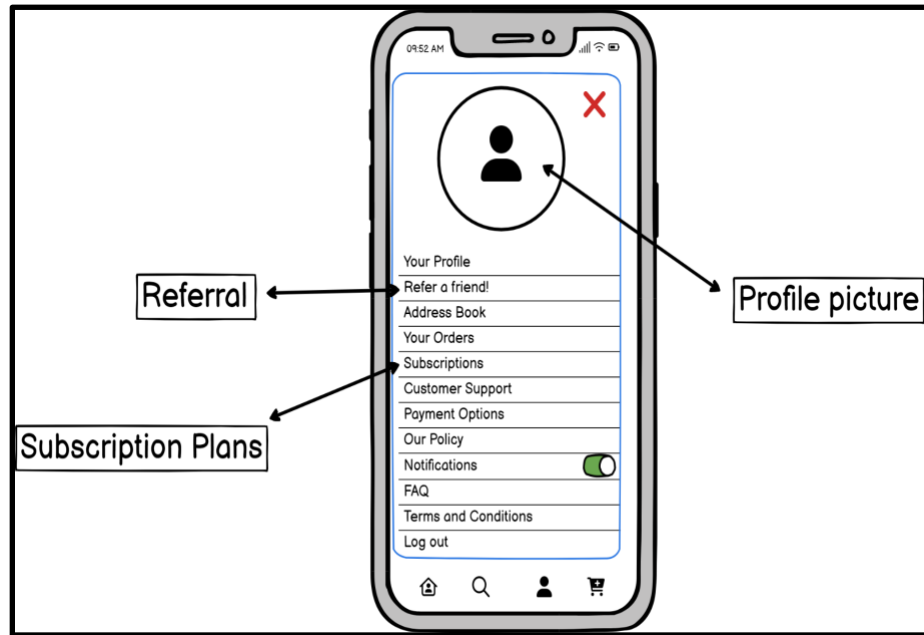 09:52 AM
Your Profile
Refer a friend!
Address Book
Your Orders
Subscriptions
Customer Support
Payment Options
Our Policy
Notifications
FAQ
Terms and Conditions
Log out
Referral
Subscription Plans
Profile picture